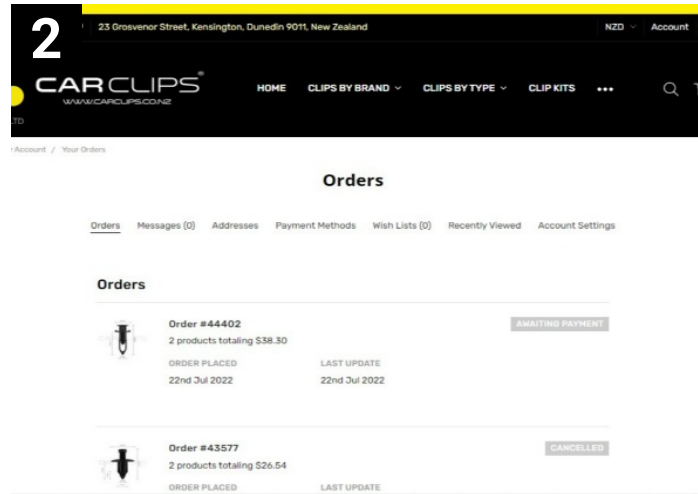 2
23 Grosvenor Street, Kensington, Dunedin 9011, New Zealand NZD Account
CARCLIPS®
WWW.CARCLIPS.CO.NZ
HOME CLIPS BY BRAND CLIPS BY TYPE CLIP KITS •••
LTD
Account / Your Orders
Orders
Orders Messages (0) Addresses Payment Methods Wish Lists (0) Recently Viewed Account Settings
Orders
Order #44402 AWAITING PAYMENT
2 products totaling $38.30
ORDER PLACED LAST UPDATE
22nd Jul 2022 22nd Jul 2022
Order #43577 CANCELLED
2 products totaling $26.54
ORDER PLACED LAST UPDATE